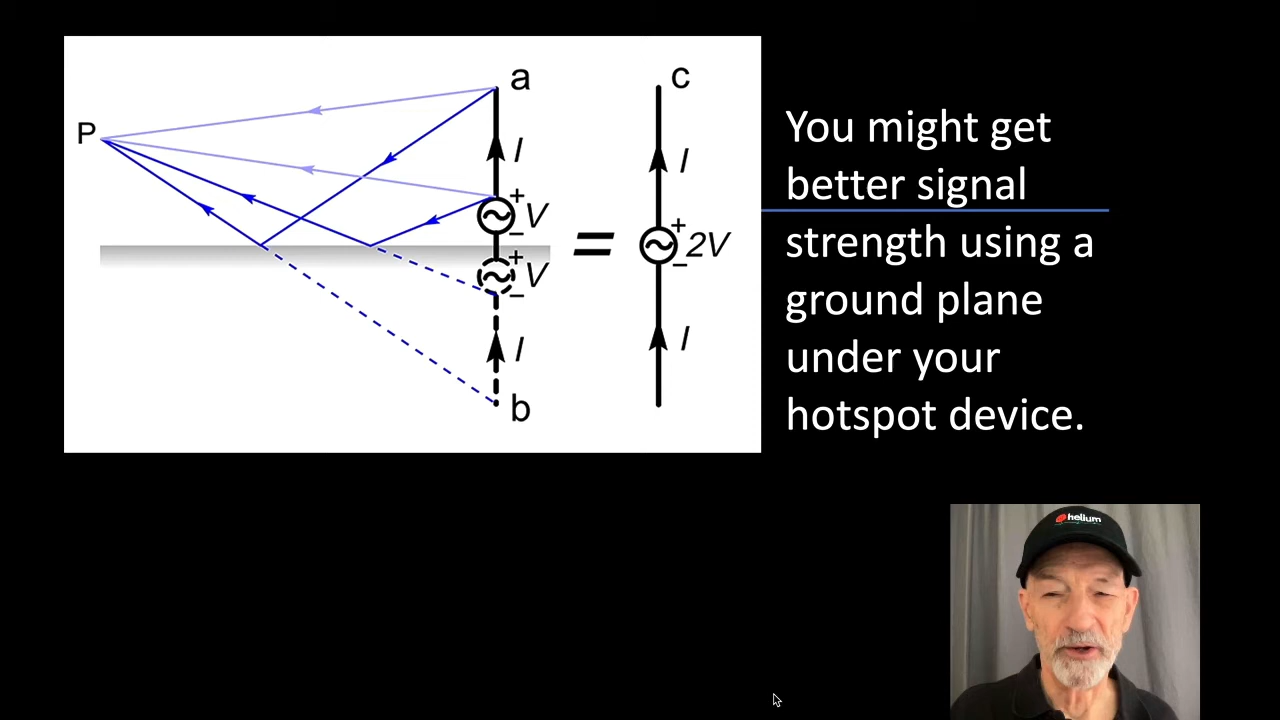 a
c
P
I
I
+
V
−
+
V
−
=
+
2V
−
I
I
b
You might get
better signal
strength using a
ground plane
under your
hotspot device.
helium